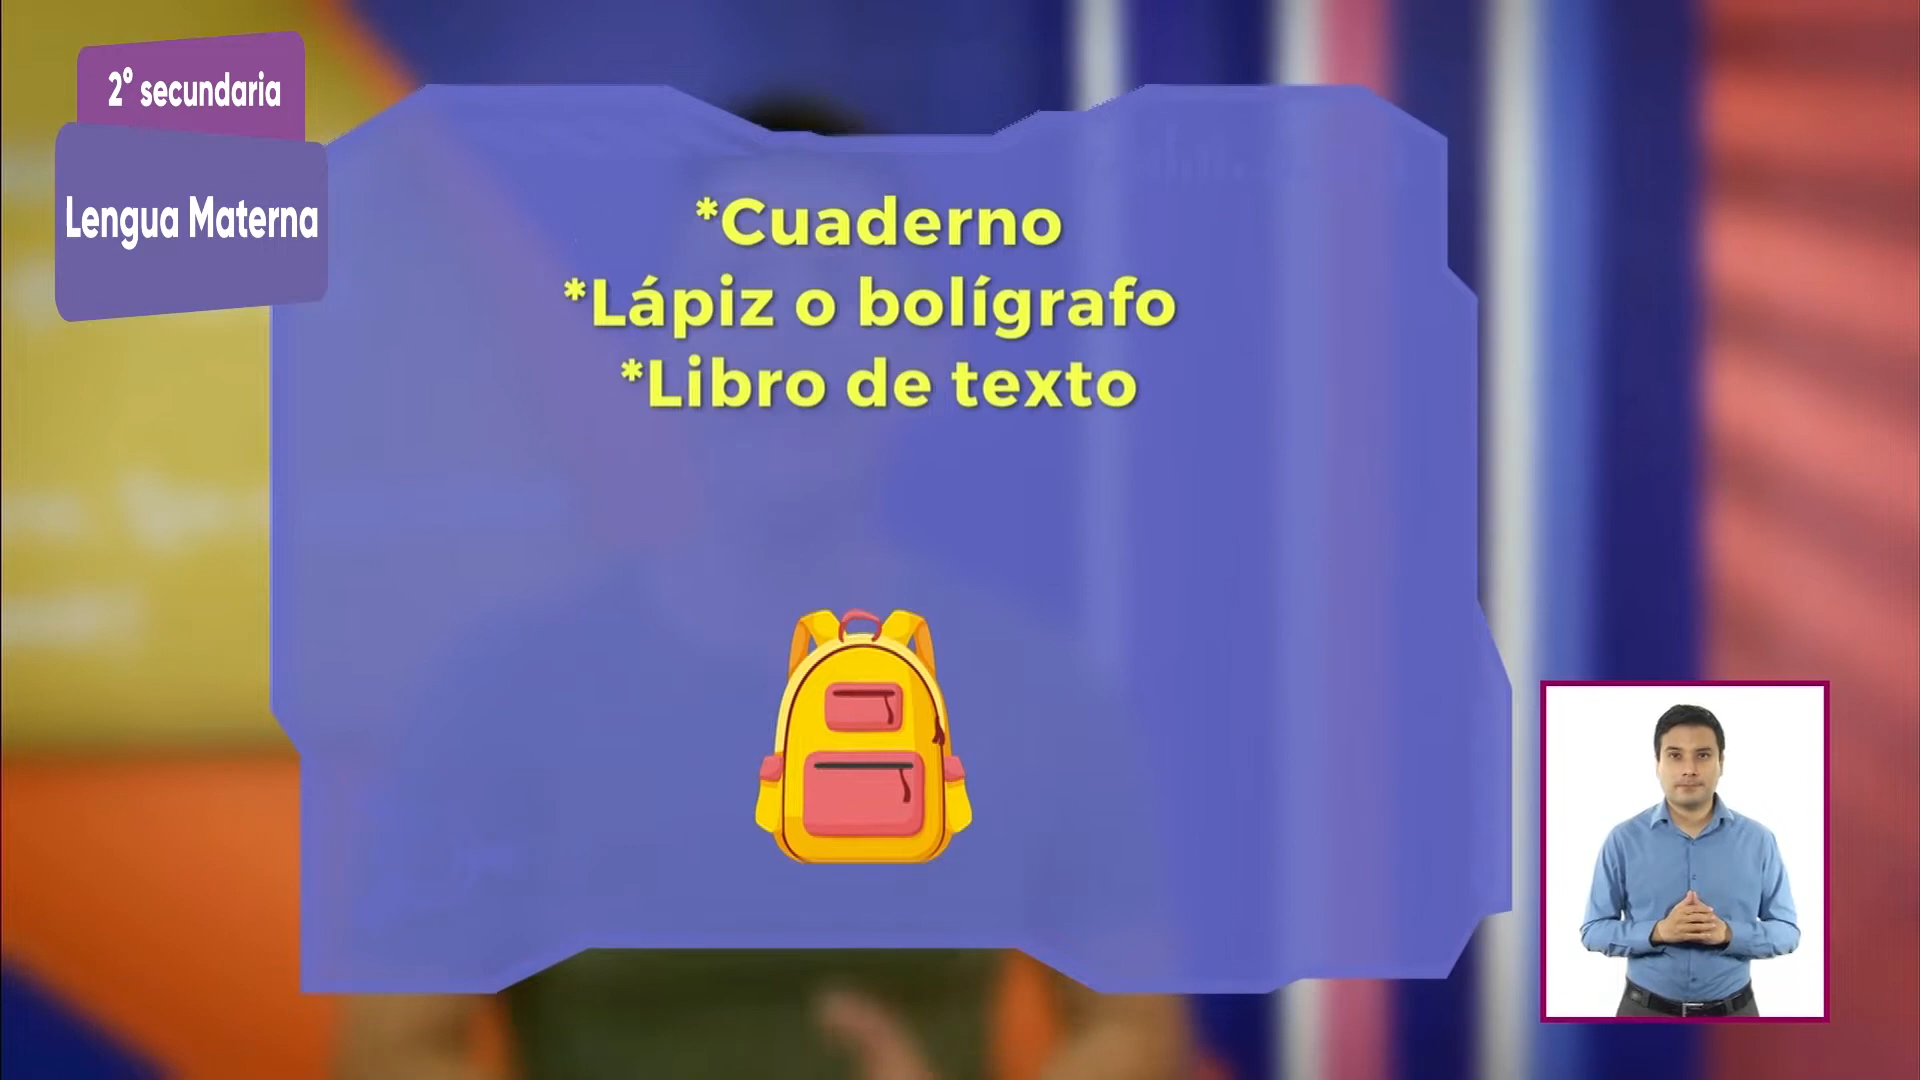 2° secundaria
Lengua Materna
*Cuaderno
*Lápiz o bolígrafo
*Libro de texto